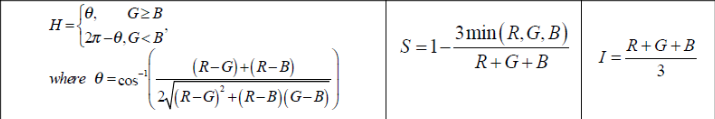 H = { θ, G ≥ B
2π − θ, G < B ,
where θ = cos⁻¹ ( (R−G)+(R−B) / 2√((R−G)²+(R−B)(G−B)) )
S = 1 − 3min(R,G,B) / R+G+B
I = R+G+B / 3